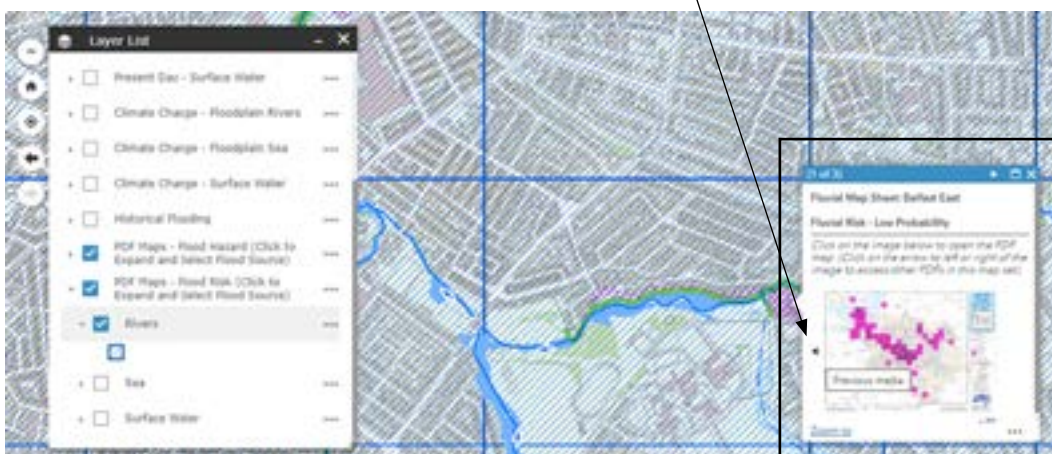 Layer List
Present Day - Surface Water
Climate Change - Floodplain Rivers
Climate Change - Floodplain Sea
Climate Change - Surface Water
Historical Flooding
PDF Maps - Flood Hazard (Click to
Expand and Select Flood Source)
PDF Maps - Flood Risk (Click to
Expand and Select Flood Source)
Rivers
Sea
Surface Water
Fluvial Map Sheet: Belfast East
Fluvial Risk - Low Probability
Click on the image below to open the PDF
map. (Click on the arrow to left or right of the
image to access other PDFs in this map set)
Previous media
Zoom to